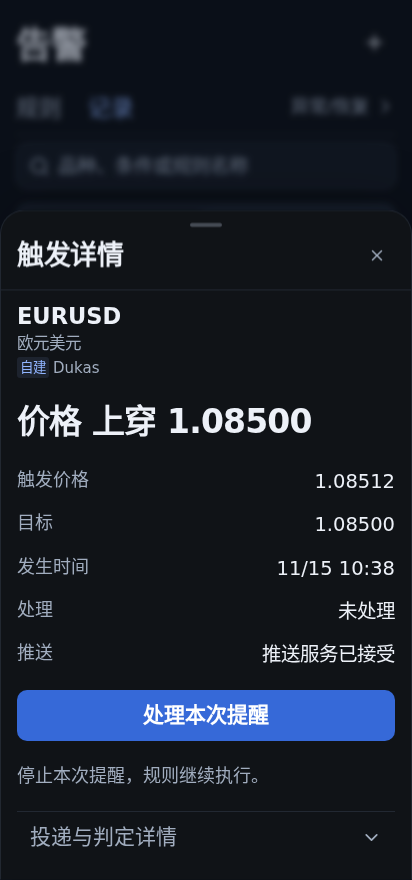 告警
规则 记录
品种、条件或规则名称
触发详情
×
EURUSD
欧元美元
自建 Dukas
价格 上穿 1.08500
触发价格 1.08512
目标 1.08500
发生时间 11/15 10:38
处理 未处理
推送 推送服务已接受
处理本次提醒
停止本次提醒，规则继续执行。
投递与判定详情